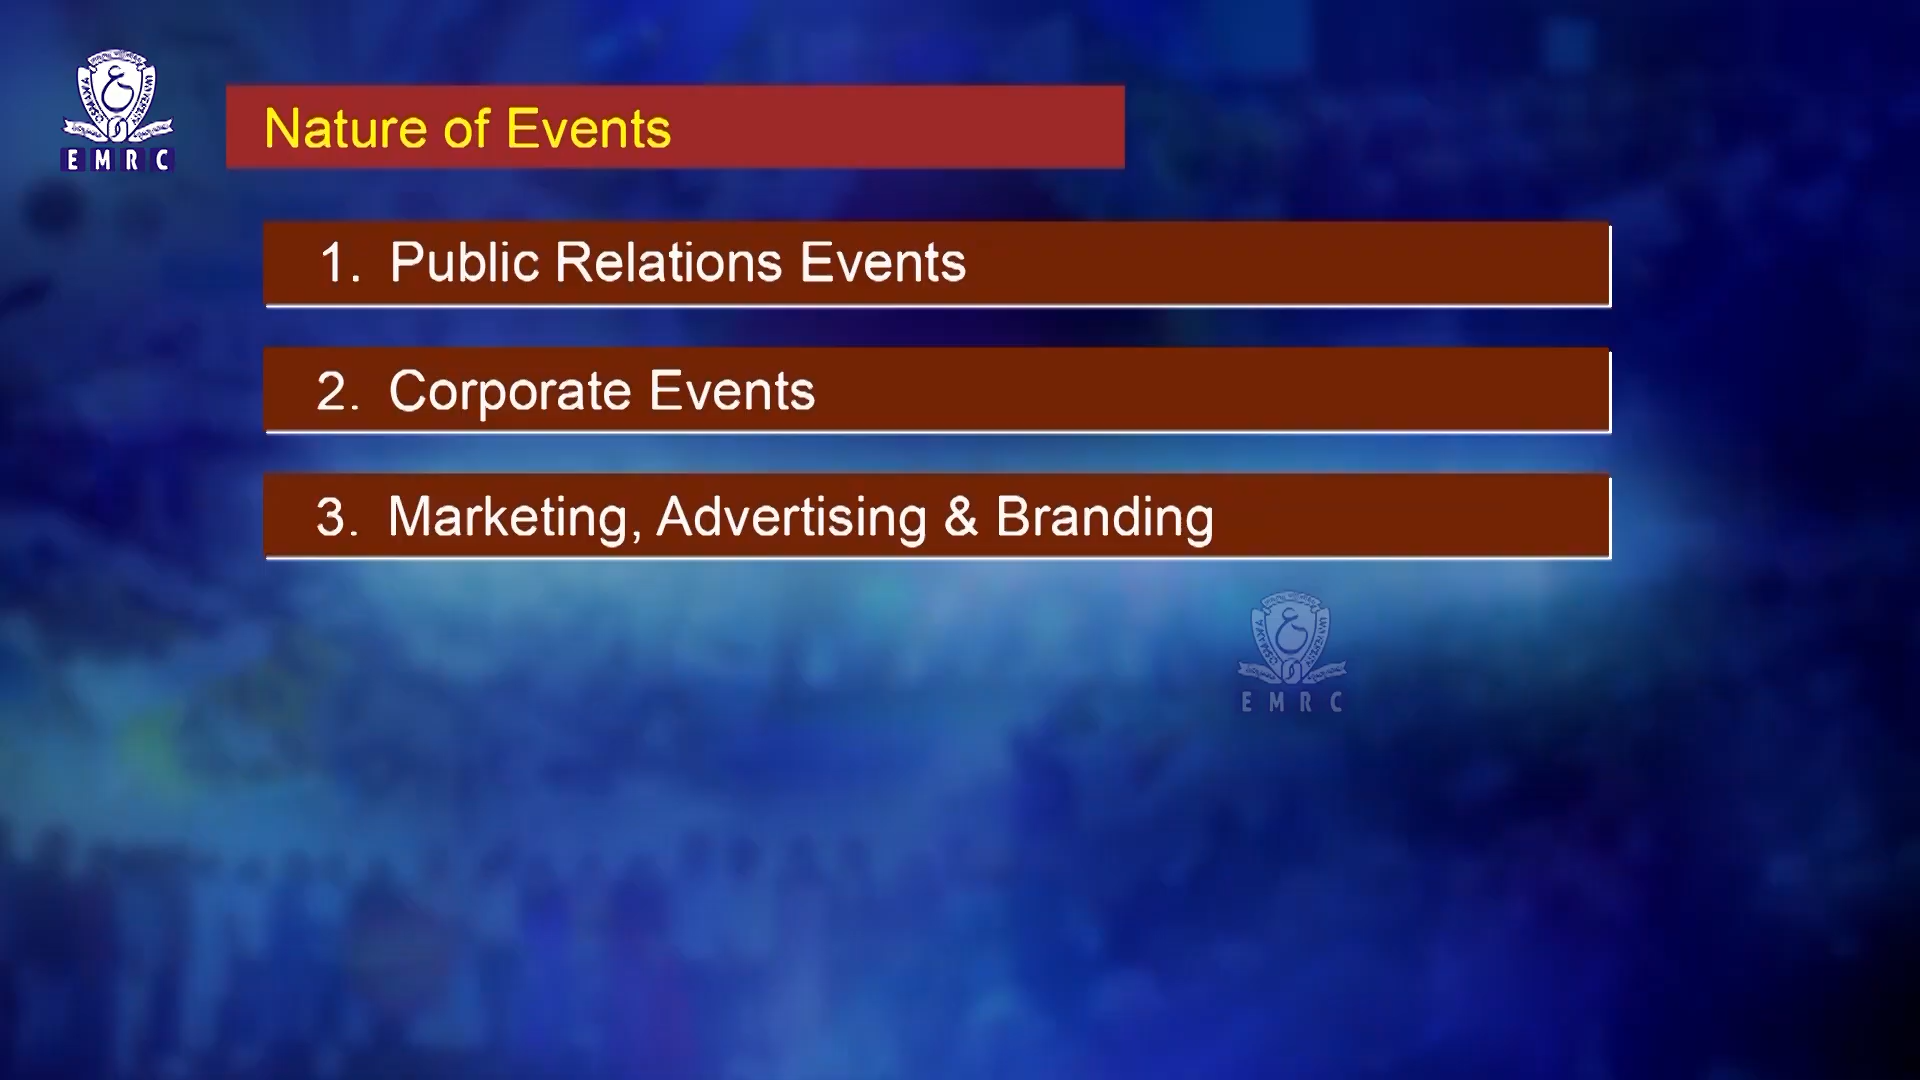 EMRC
Nature of Events
1. Public Relations Events
2. Corporate Events
3. Marketing, Advertising & Branding
EMRC